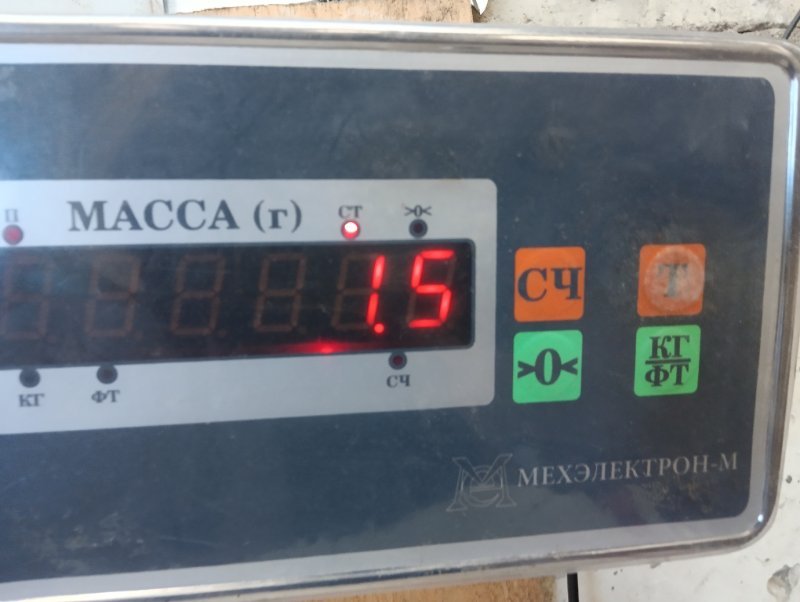 П МАССА (г) СТ >0<
1.5
КГ ФТ СЧ
СЧ Т
>0< КГ/ФТ
МЕХЭЛЕКТРОН-М